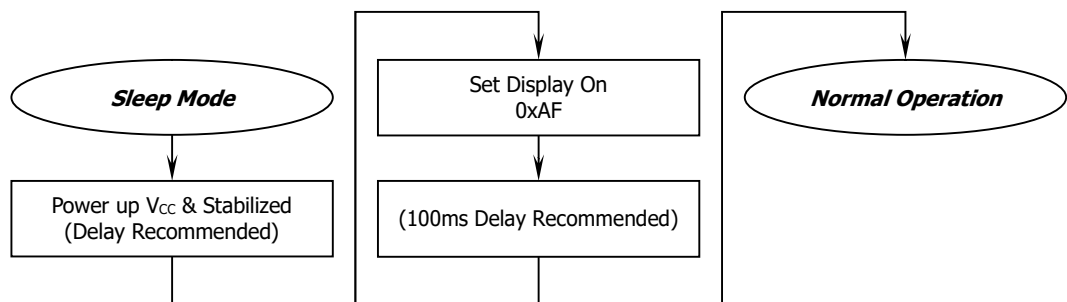 Sleep Mode
Power up VCC & Stabilized
(Delay Recommended)
Set Display On
0xAF
(100ms Delay Recommended)
Normal Operation